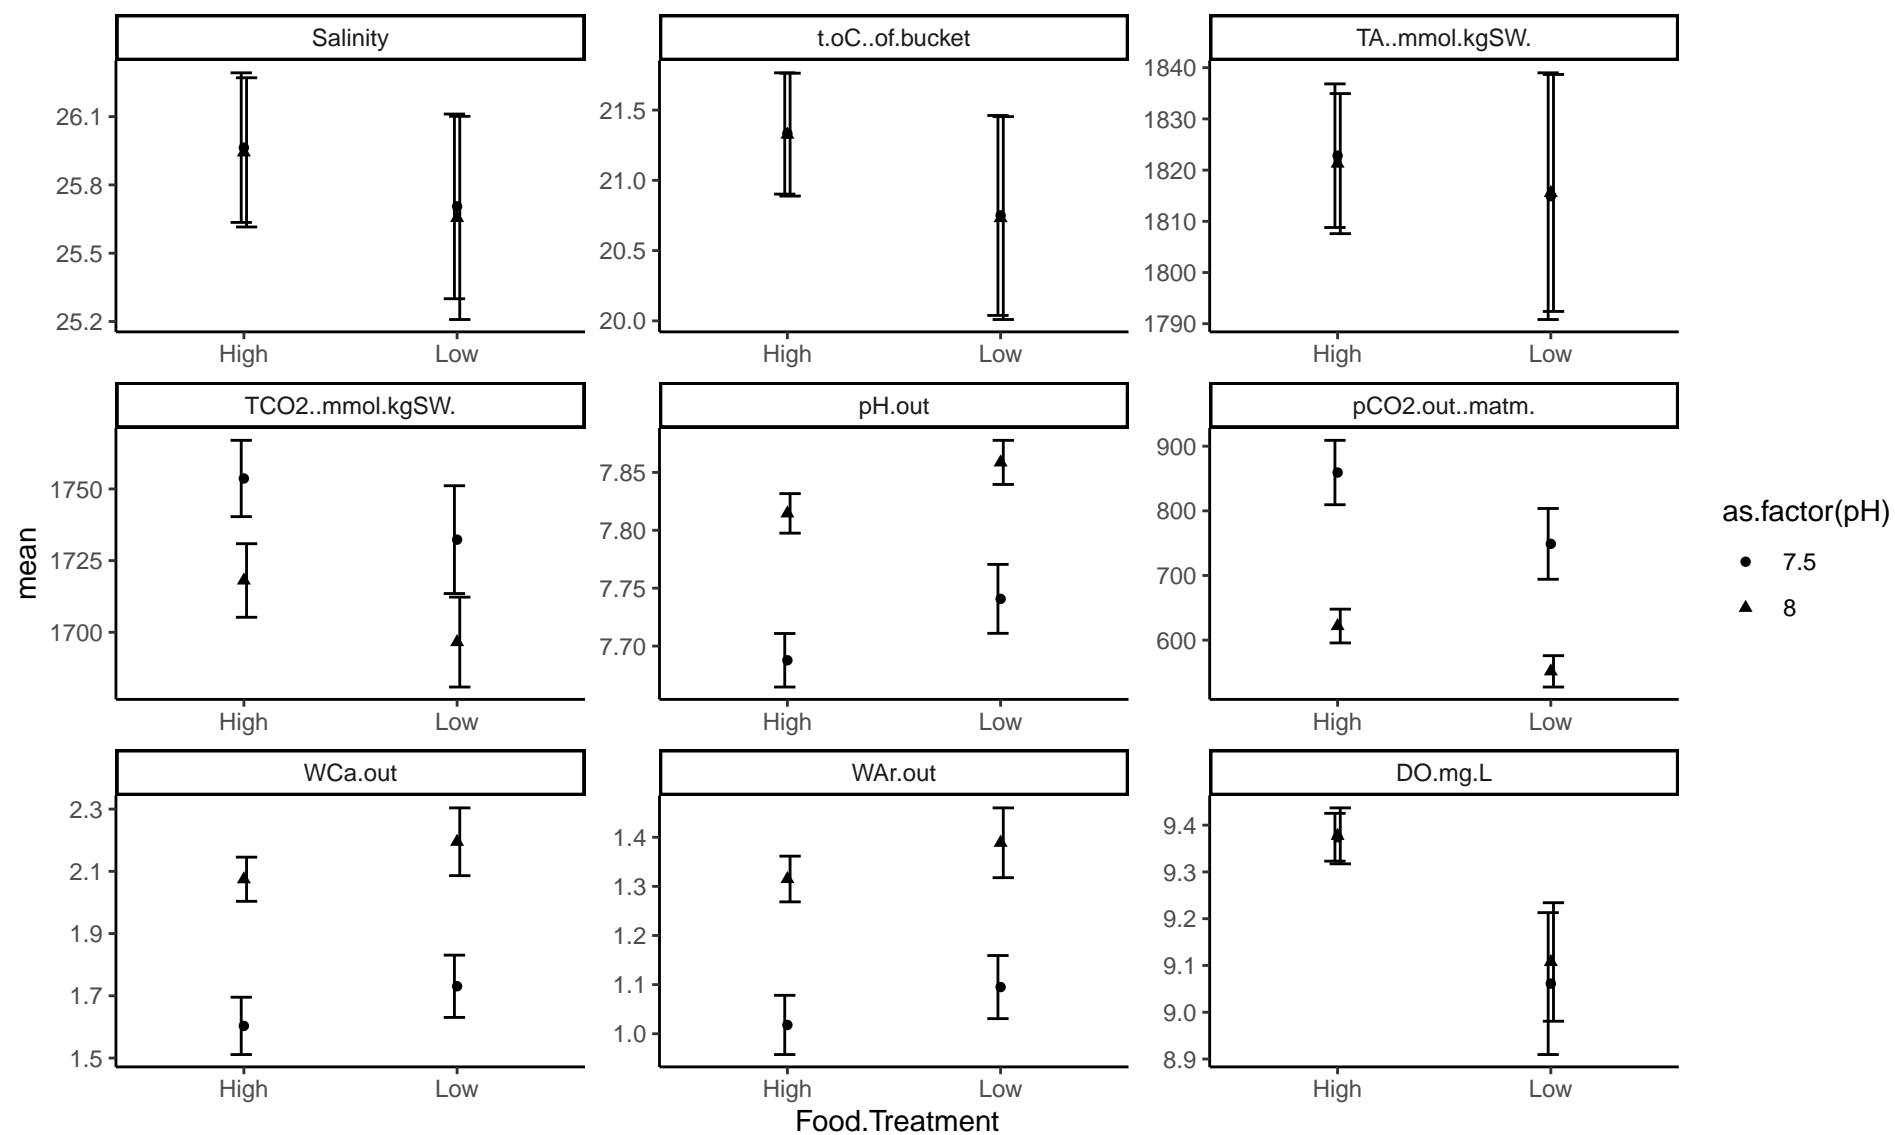 Salinity
t.oC..of.bucket
TA..mmol.kgSW.
26.1
25.8
25.5
25.2
21.5
21.0
20.5
20.0
1840
1830
1820
1810
1800
1790
High Low
High Low
High Low
TCO2..mmol.kgSW.
pH.out
pCO2.out..matm.
1750
1725
1700
7.85
7.80
7.75
7.70
900
800
700
600
High Low
High Low
High Low
WCa.out
WAr.out
DO.mg.L
2.3
2.1
1.9
1.7
1.5
1.4
1.3
1.2
1.1
1.0
9.4
9.3
9.2
9.1
9.0
8.9
High Low
High Low
High Low
mean
Food.Treatment
as.factor(pH)
7.5
8